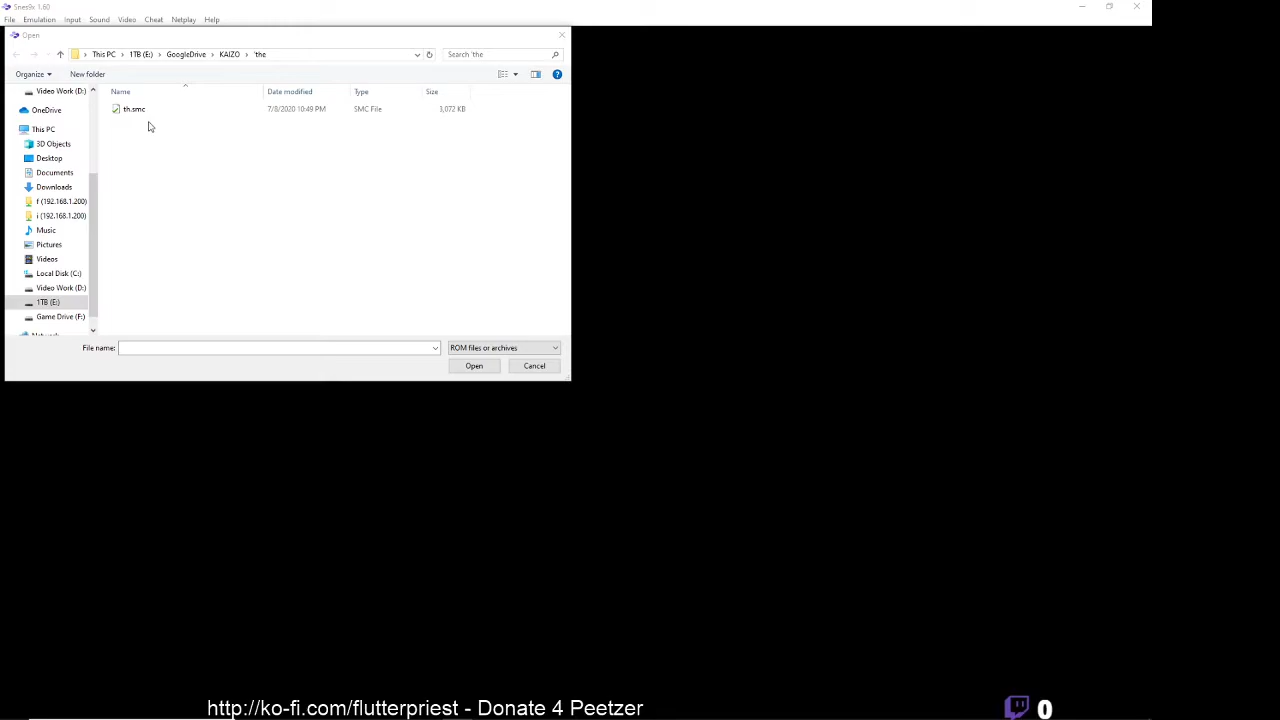 Snes9x 1.60
File Emulation Input Sound Video Cheat Netplay Help
Open
This PC > 1TB (E:) > GoogleDrive > KAIZO > 'the
Search 'the
Organize New folder
Name Date modified Type Size
th.smc 7/8/2020 10:49 PM SMC File 3,072 KB
Video Work (D:)
OneDrive
This PC
3D Objects
Desktop
Documents
Downloads
f (192.168.1.200)
i (192.168.1.200)
Music
Pictures
Videos
Local Disk (C:)
Video Work (D:)
1TB (E:)
Game Drive (F:)
Network
File name: ROM files or archives
Open Cancel
http://ko-fi.com/flutterpriest - Donate 4 Peetzer
0